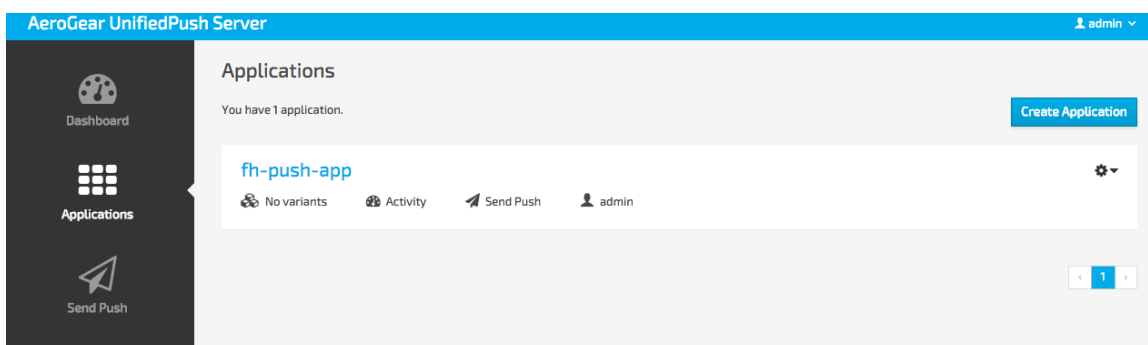 AeroGear UnifiedPush Server
admin
Dashboard
Applications
Send Push
Applications
You have 1 application.
Create Application
fh-push-app
No variants Activity Send Push admin
‹ 1 ›